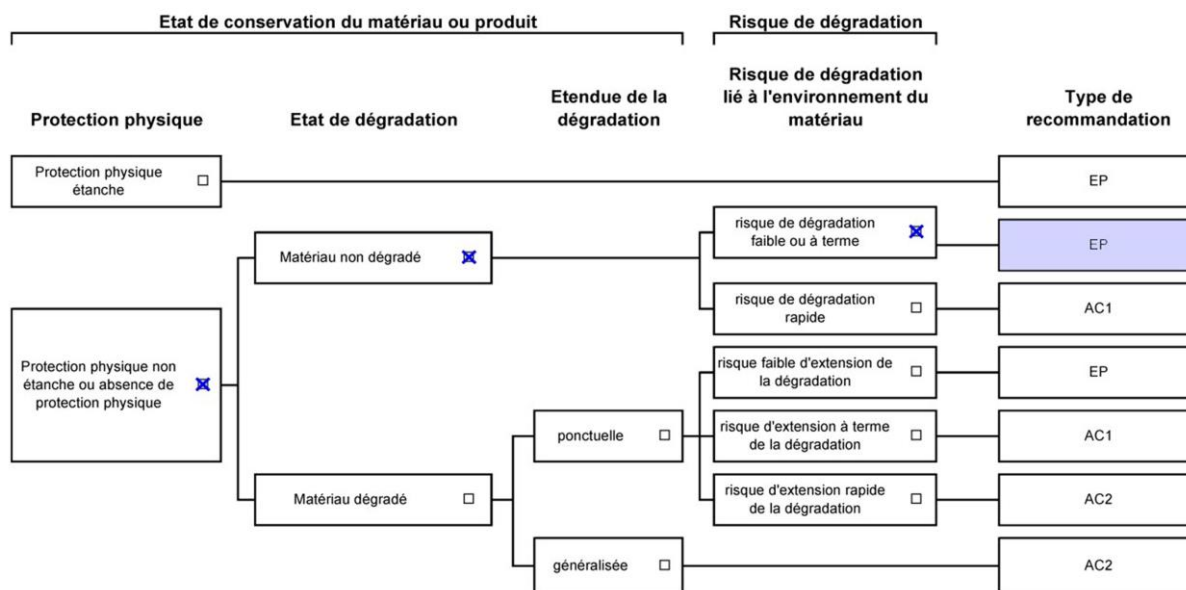 Etat de conservation du matériau ou produit
Risque de dégradation
Protection physique
Etat de dégradation
Etendue de la
dégradation
Risque de dégradation
lié à l'environnement du
matériau
Type de
recommandation
Protection physique
étanche
EP
Protection physique non
étanche ou absence de
protection physique
Matériau non dégradé
risque de dégradation
faible ou à terme
EP
risque de dégradation
rapide
AC1
Matériau dégradé
ponctuelle
risque faible d'extension de
la dégradation
EP
risque d'extension à terme
de la dégradation
AC1
risque d'extension rapide
de la dégradation
AC2
généralisée
AC2